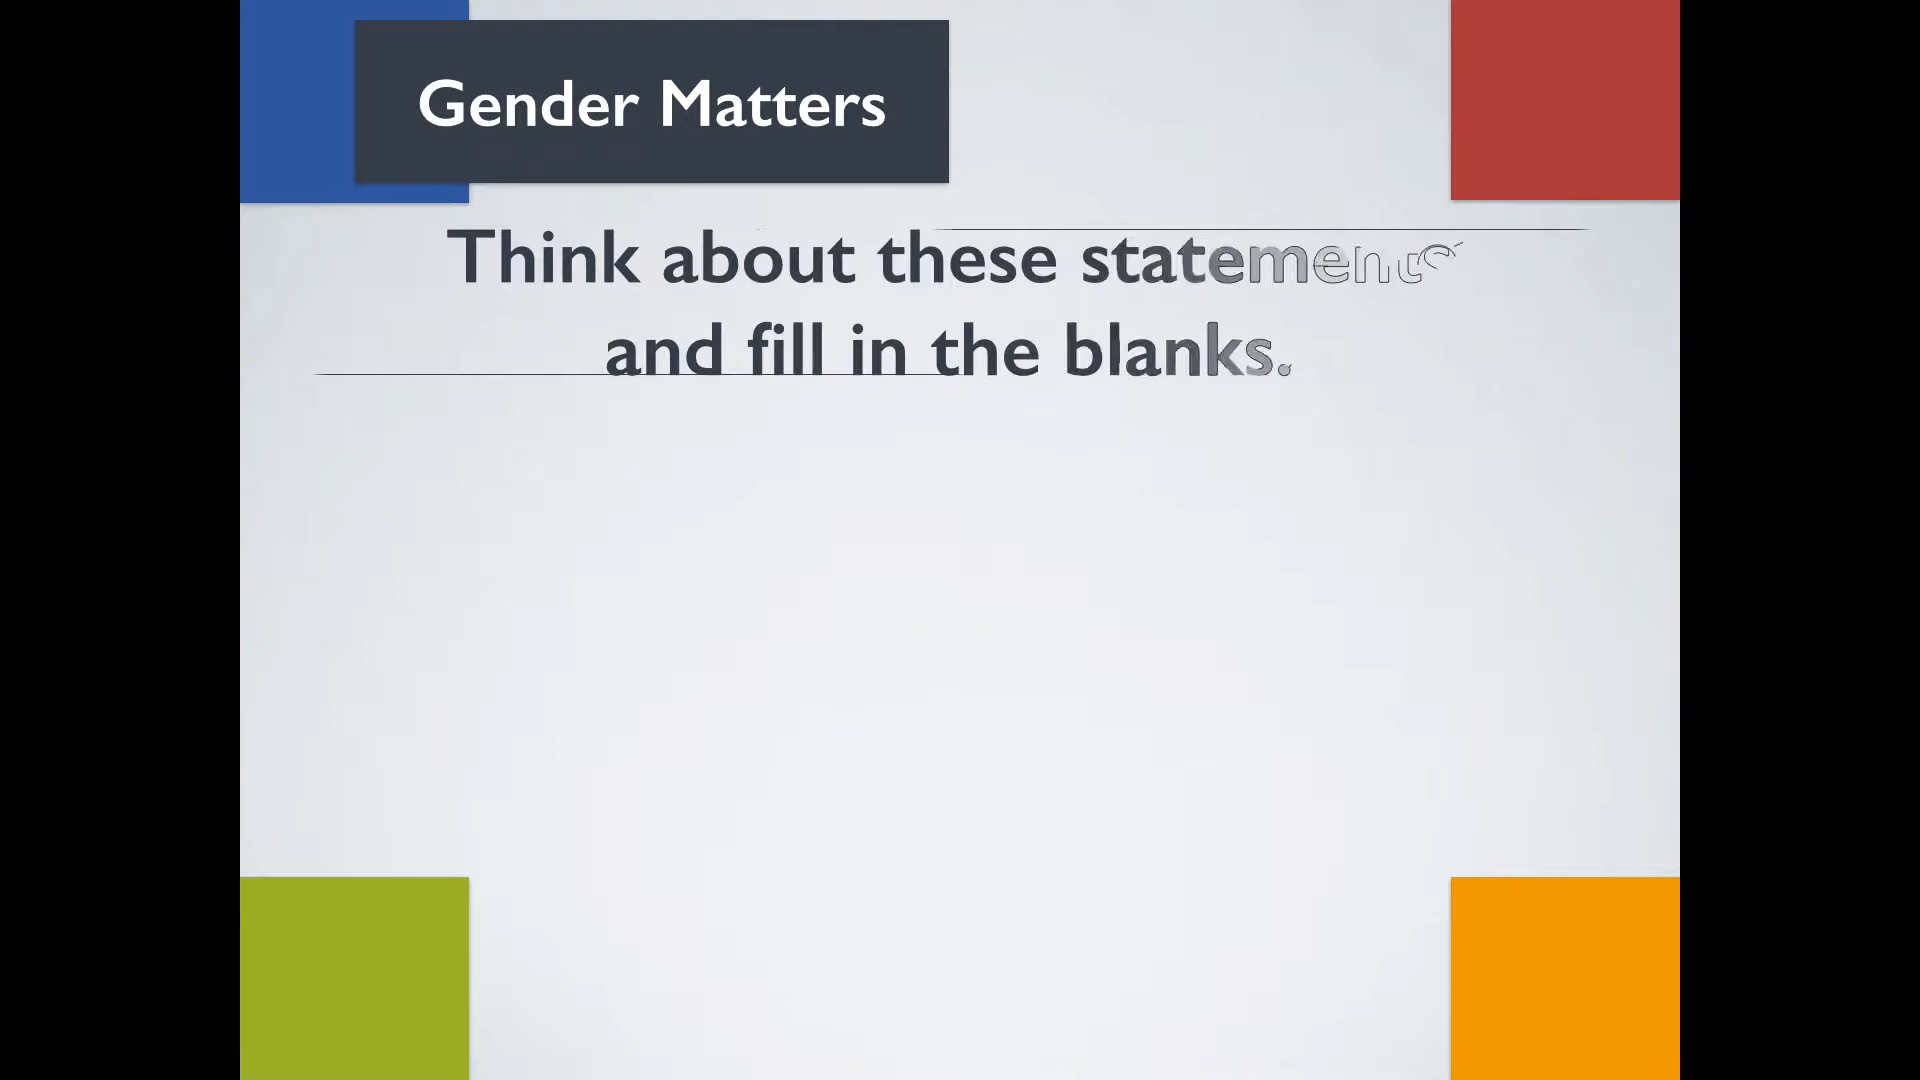 Gender Matters
Think about these statements
and fill in the blanks.